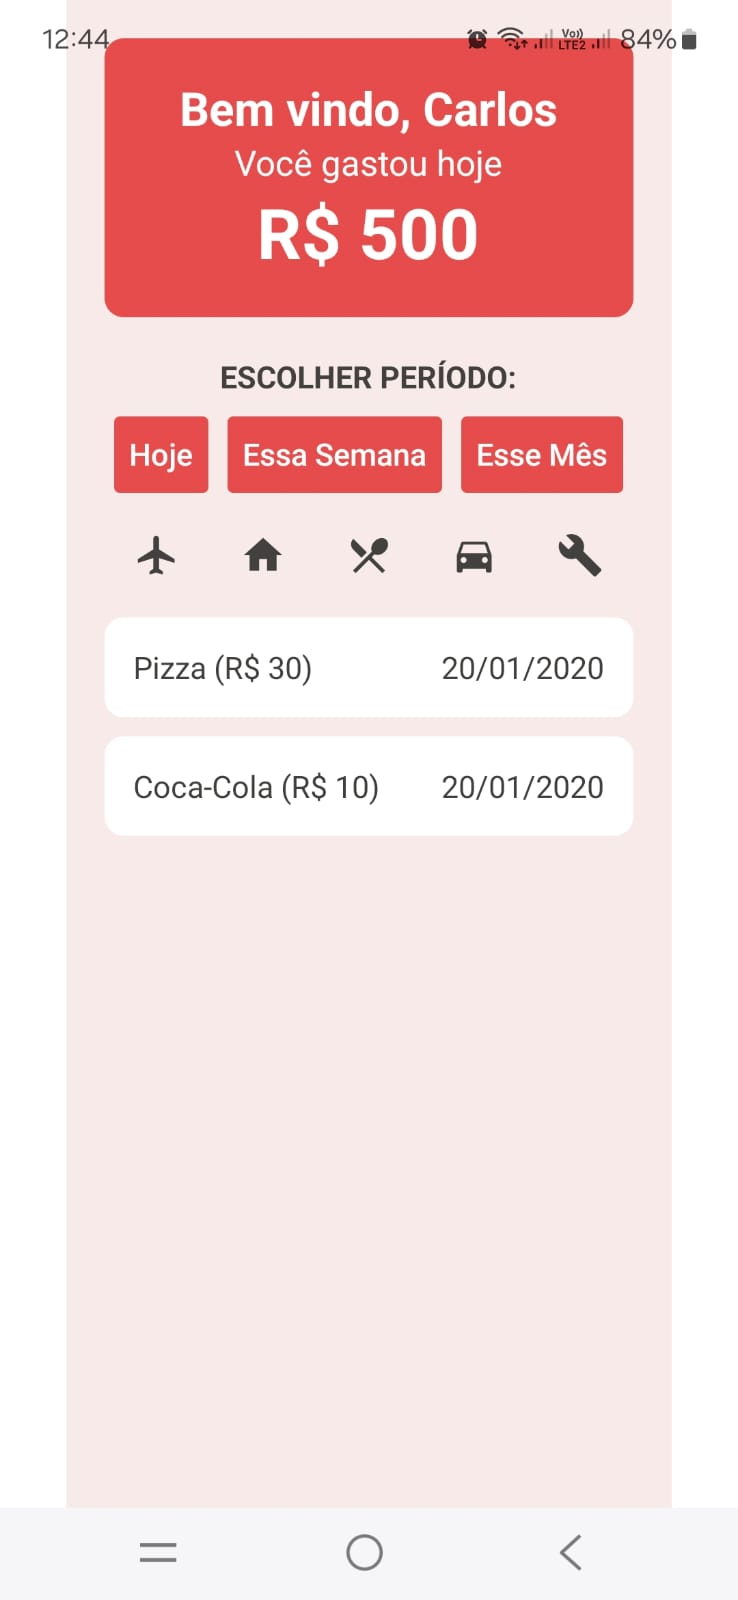 12:44
Vo))
LTE2
84%
Bem vindo, Carlos
Você gastou hoje
R$ 500
ESCOLHER PERÍODO:
Hoje Essa Semana Esse Mês
Pizza (R$ 30) 20/01/2020
Coca-Cola (R$ 10) 20/01/2020